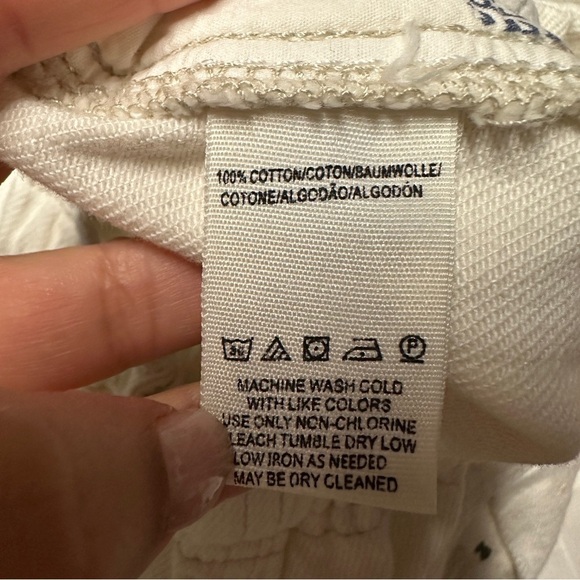 100% COTTON/COTON/BAUMWOLLE/
COTONE/ALGODÃO/ALGODÓN
P
MACHINE WASH COLD
WITH LIKE COLORS
USE ONLY NON-CHLORINE
BLEACH TUMBLE DRY LOW
LOW IRON AS NEEDED
MAY BE DRY CLEANED